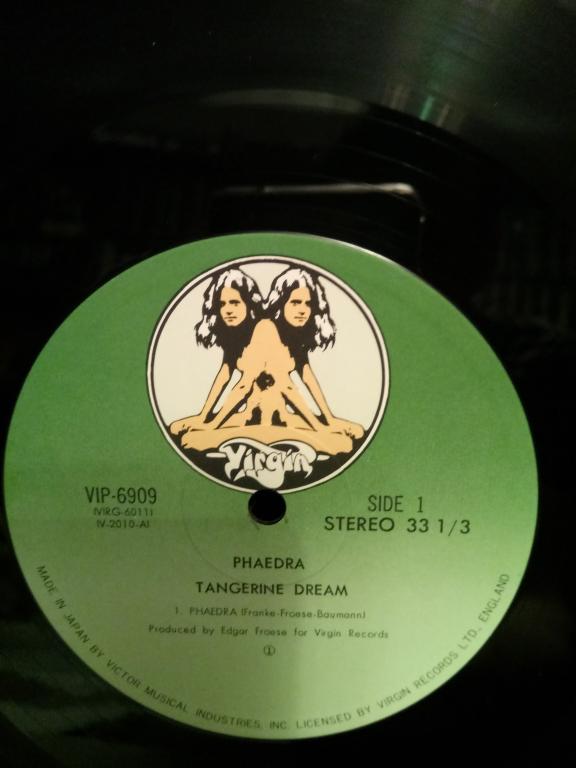 Virgin
VIP-6909
(VIRG-6011)
IV-2010-A)
SIDE 1
STEREO 33 1/3
PHAEDRA
TANGERINE DREAM
1. PHAEDRA (Franke-Froese-Baumann)
Produced by Edgar Froese for Virgin Records
①
MADE IN JAPAN BY VICTOR MUSICAL INDUSTRIES, INC. LICENSED BY VIRGIN RECORDS LTD., ENGLAND